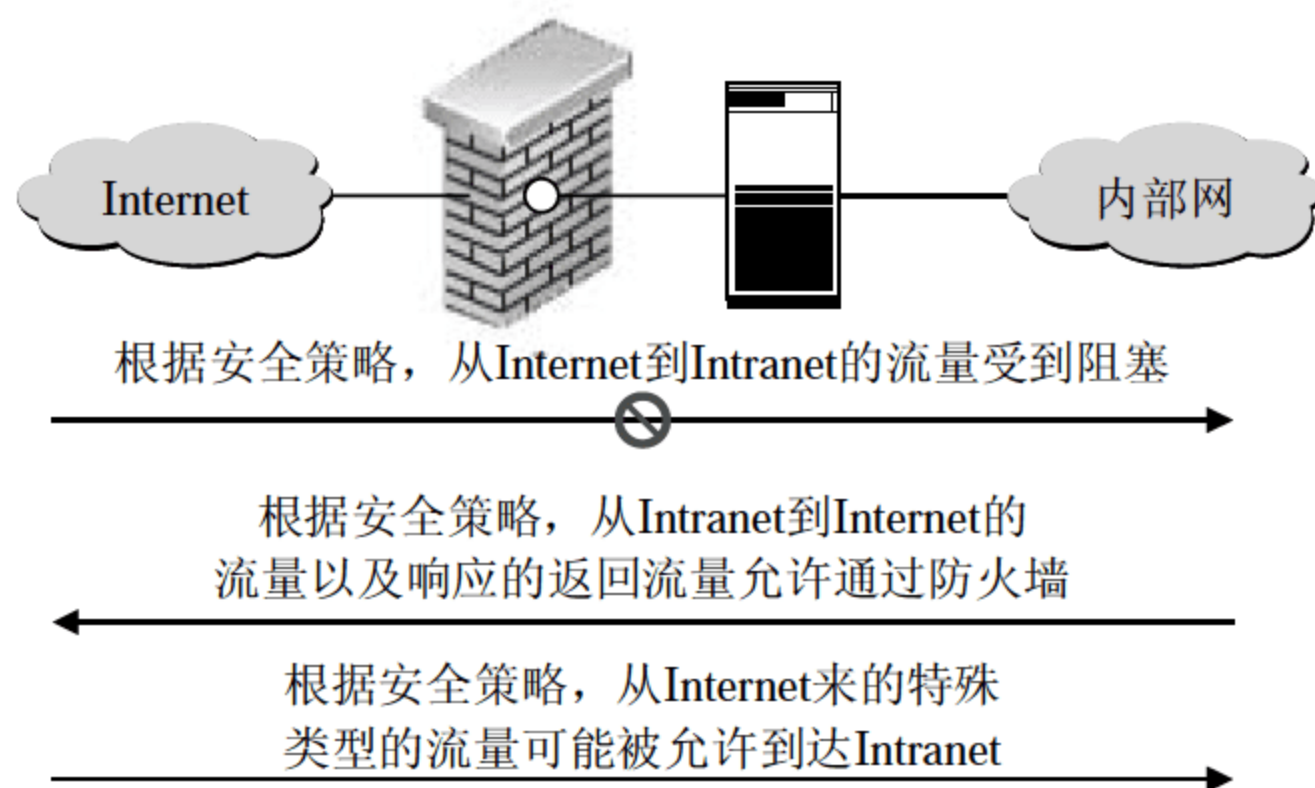 Internet
内部网
根据安全策略，从Internet到Intranet的流量受到阻塞
根据安全策略，从Intranet到Internet的
流量以及响应的返回流量允许通过防火墙
根据安全策略，从Internet来的特殊
类型的流量可能被允许到达Intranet